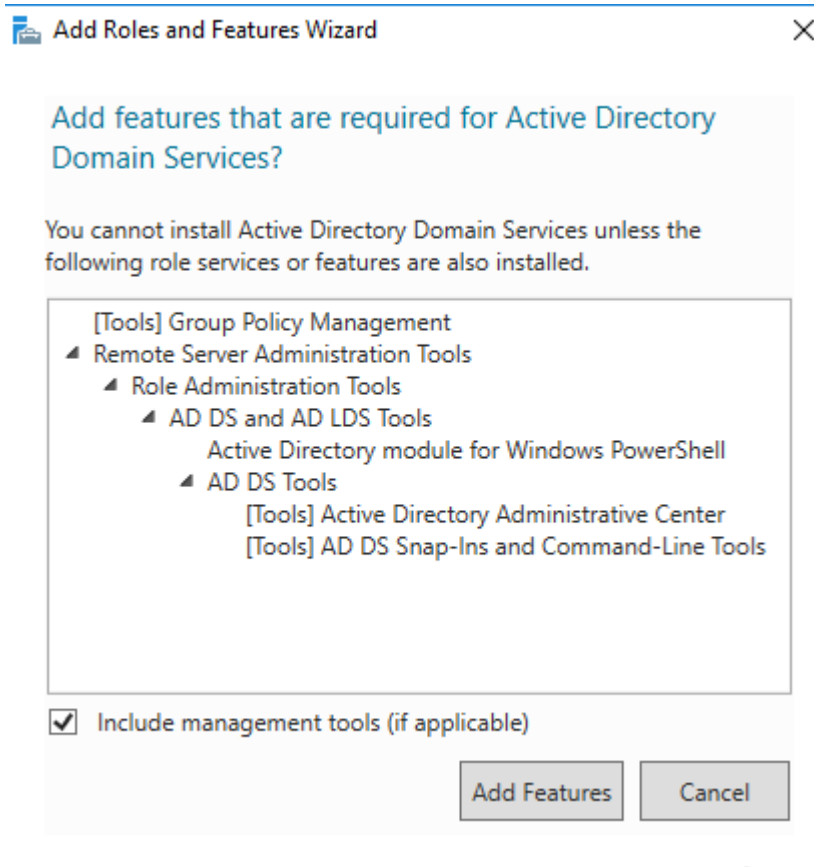 Add Roles and Features Wizard
Add features that are required for Active Directory
Domain Services?
You cannot install Active Directory Domain Services unless the
following role services or features are also installed.
[Tools] Group Policy Management
Remote Server Administration Tools
Role Administration Tools
AD DS and AD LDS Tools
Active Directory module for Windows PowerShell
AD DS Tools
[Tools] Active Directory Administrative Center
[Tools] AD DS Snap-Ins and Command-Line Tools
Include management tools (if applicable)
Add Features Cancel